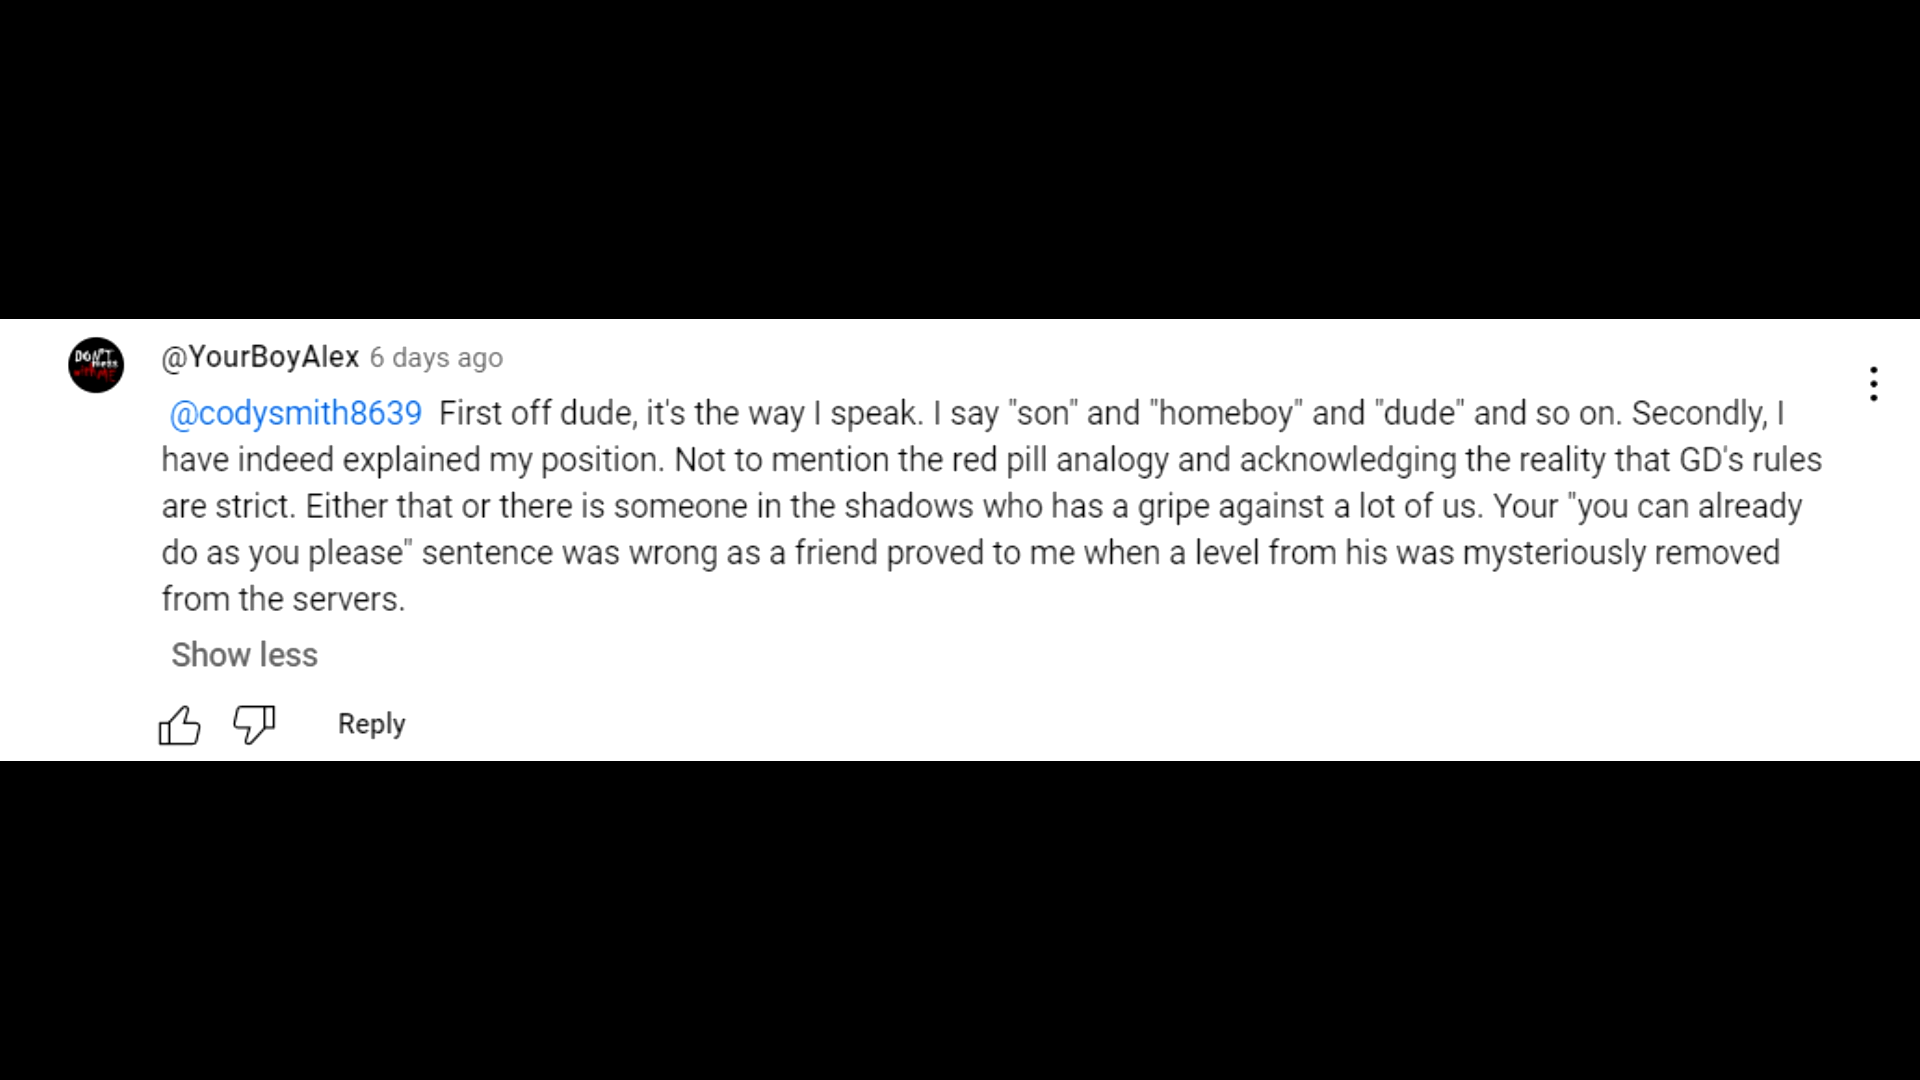 DON'T
mess
with ME
@YourBoyAlex 6 days ago
@codysmith8639 First off dude, it's the way I speak. I say "son" and "homeboy" and "dude" and so on. Secondly, I
have indeed explained my position. Not to mention the red pill analogy and acknowledging the reality that GD's rules
are strict. Either that or there is someone in the shadows who has a gripe against a lot of us. Your "you can already
do as you please" sentence was wrong as a friend proved to me when a level from his was mysteriously removed
from the servers.
Show less
Reply